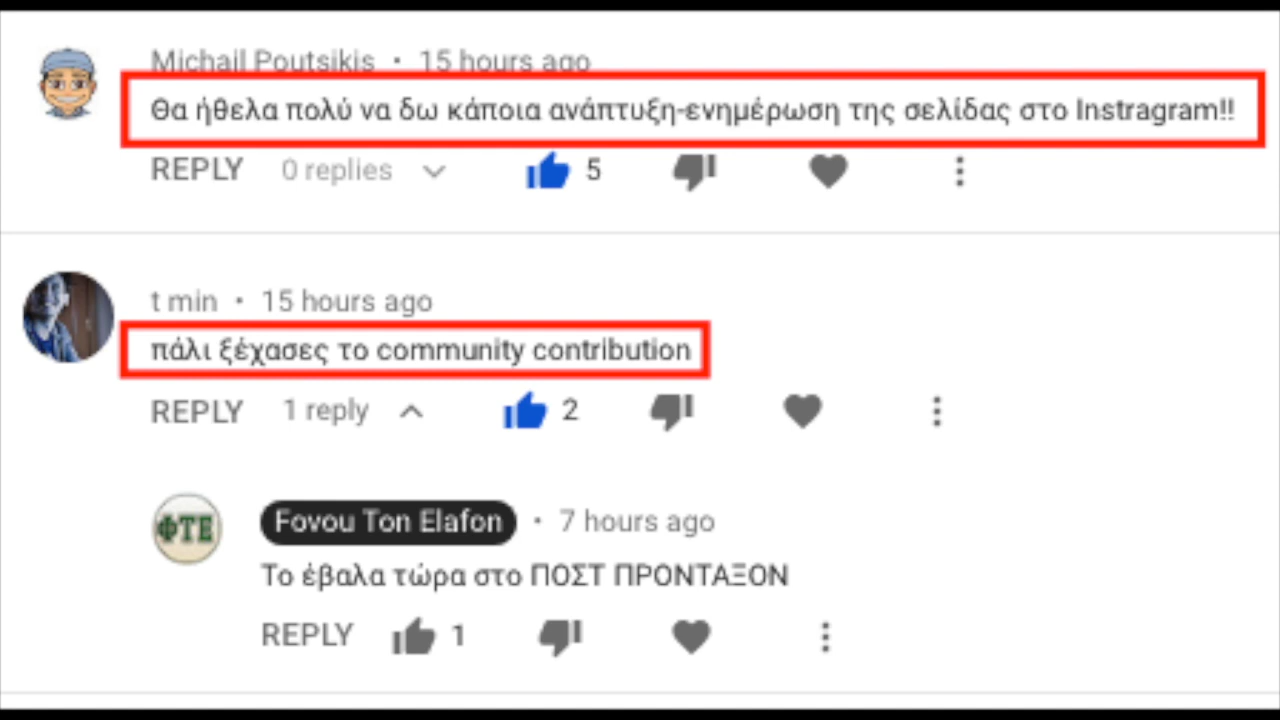 Michail Poutsikis • 15 hours ago
Θα ήθελα πολύ να δω κάποια ανάπτυξη-ενημέρωση της σελίδας στο Instragram!!
REPLY 0 replies 5
t min • 15 hours ago
πάλι ξέχασες το community contribution
REPLY 1 reply 2
ΦΤΕ
Fovou Ton Elafon • 7 hours ago
Το έβαλα τώρα στο ΠΟΣΤ ΠΡΟΝΤΑΞΟΝ
REPLY 1